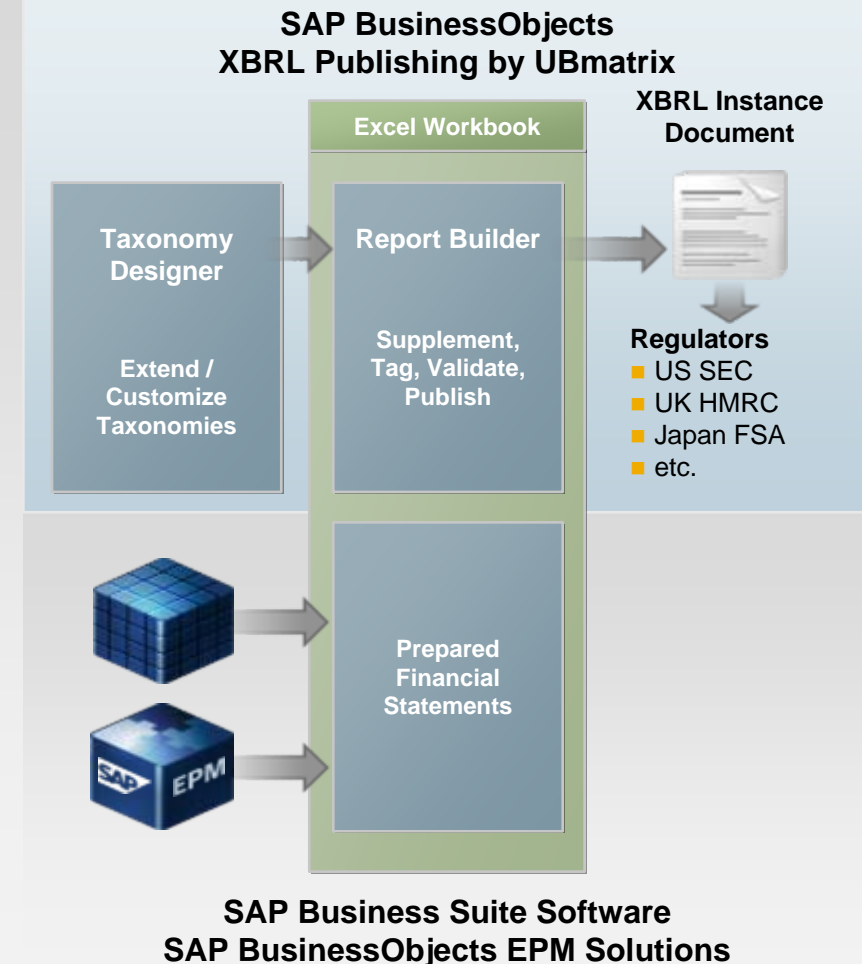 SAP BusinessObjects
XBRL Publishing by UBmatrix
Excel Workbook
XBRL Instance
Document
Taxonomy
Designer
Extend /
Customize
Taxonomies
Report Builder
Supplement,
Tag, Validate,
Publish
Regulators
US SEC
UK HMRC
Japan FSA
etc.
Prepared
Financial
Statements
SAP EPM
SAP Business Suite Software
SAP BusinessObjects EPM Solutions